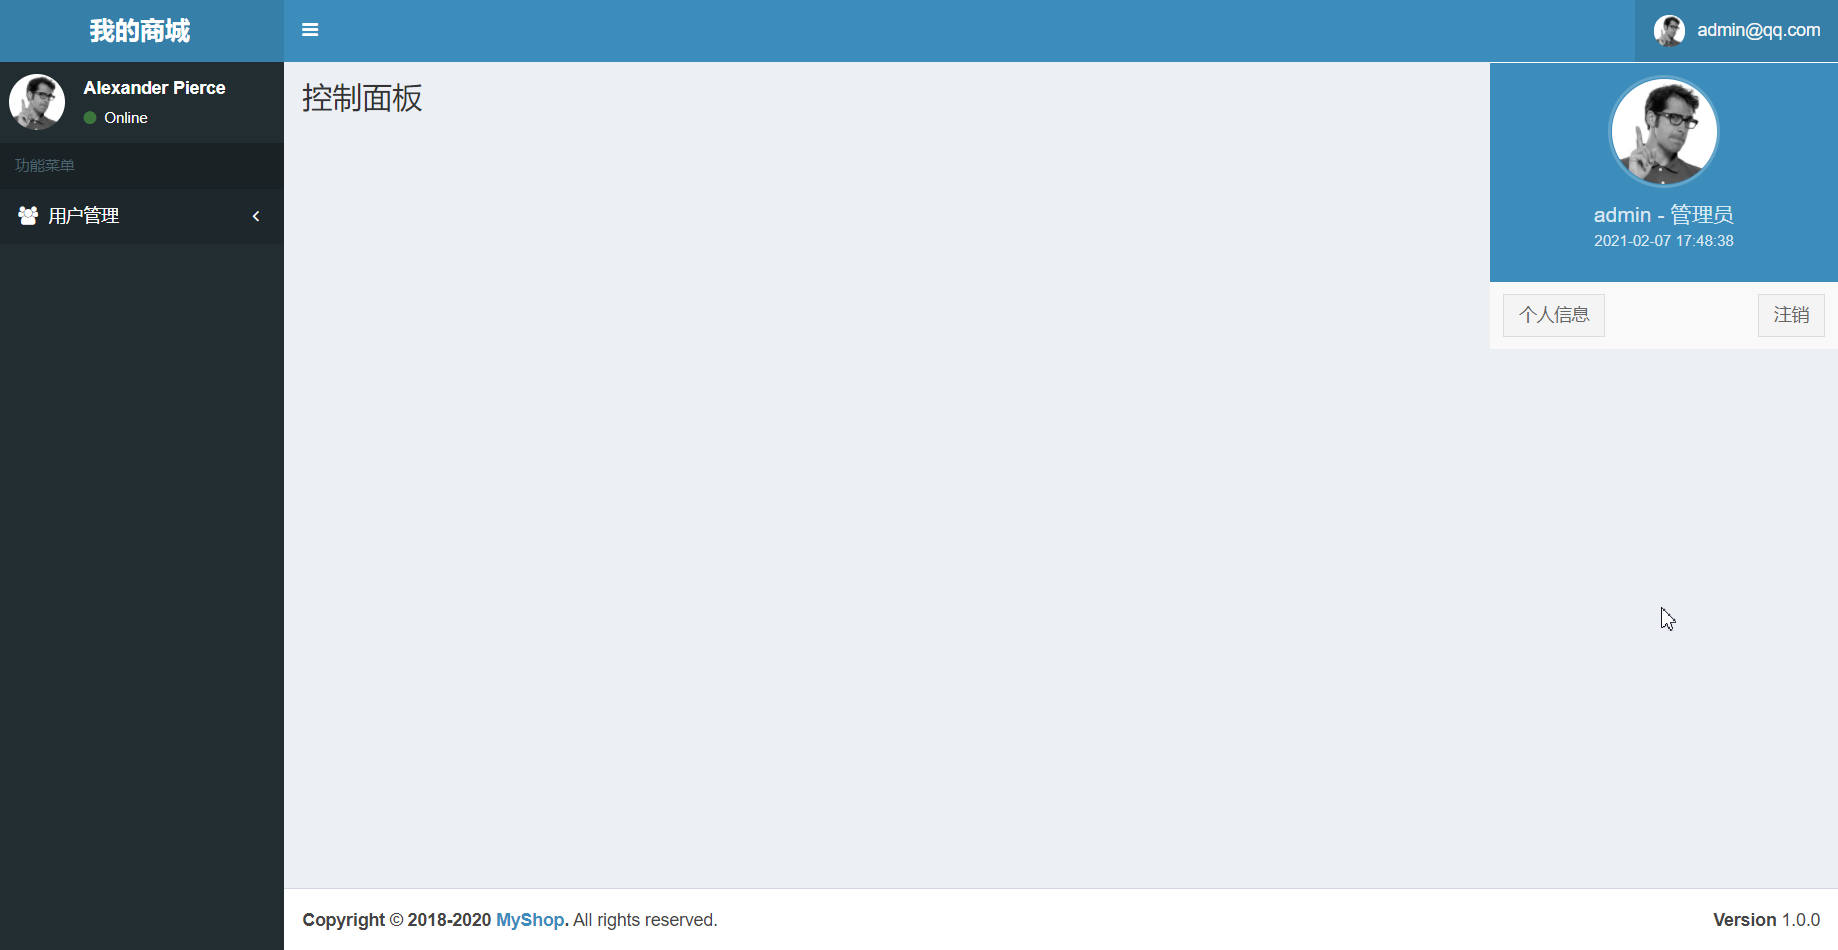 我的商城
admin@qq.com
Alexander Pierce
Online
功能菜单
用户管理
控制面板
admin - 管理员
2021-02-07 17:48:38
个人信息
注销
Copyright © 2018-2020 MyShop. All rights reserved.
Version 1.0.0